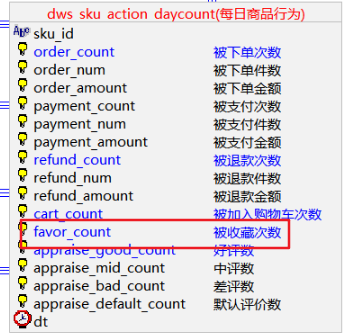 dws sku action daycount(每日商品行为)
sku_id
order_count 被下单次数
order_num 被下单件数
order_amount 被下单金额
payment_count 被支付次数
payment_num 被支付件数
payment_amount 被支付金额
refund_count 被退款次数
refund_num 被退款件数
refund_amount 被退款金额
cart_count 被加入购物车次数
favor_count 被收藏次数
appraise_good_count 好评数
appraise_mid_count 中评数
appraise_bad_count 差评数
appraise_default_count 默认评价数
dt